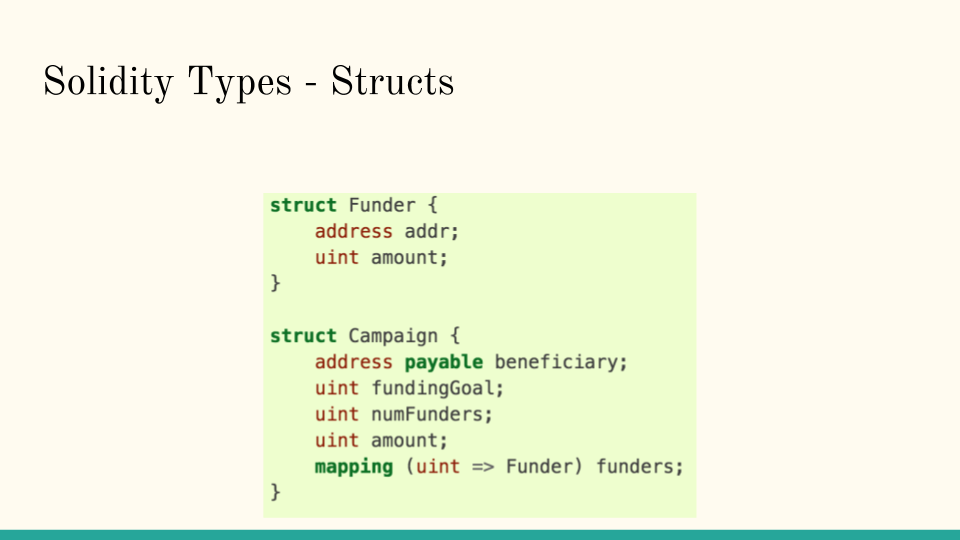 Solidity Types - Structs
struct Funder {
    address addr;
    uint amount;
}
struct Campaign {
    address payable beneficiary;
    uint fundingGoal;
    uint numFunders;
    uint amount;
    mapping (uint => Funder) funders;
}